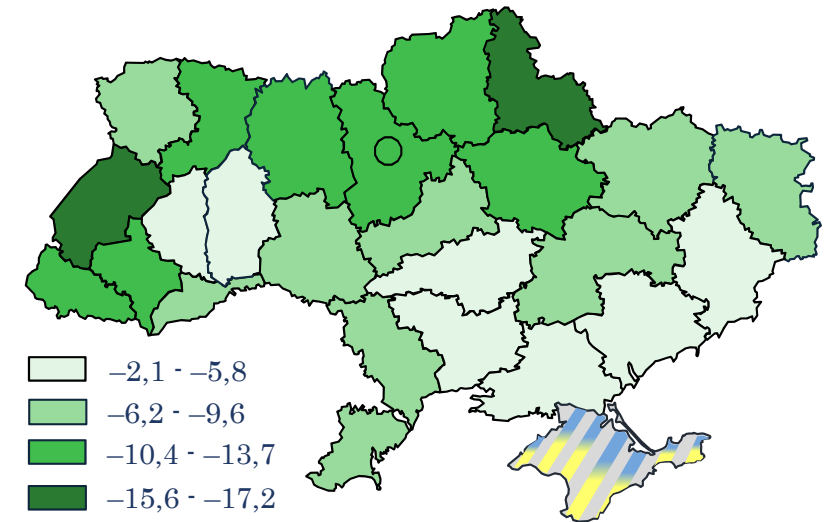 –2,1 - –5,8
–6,2 - –9,6
–10,4 - –13,7
–15,6 - –17,2